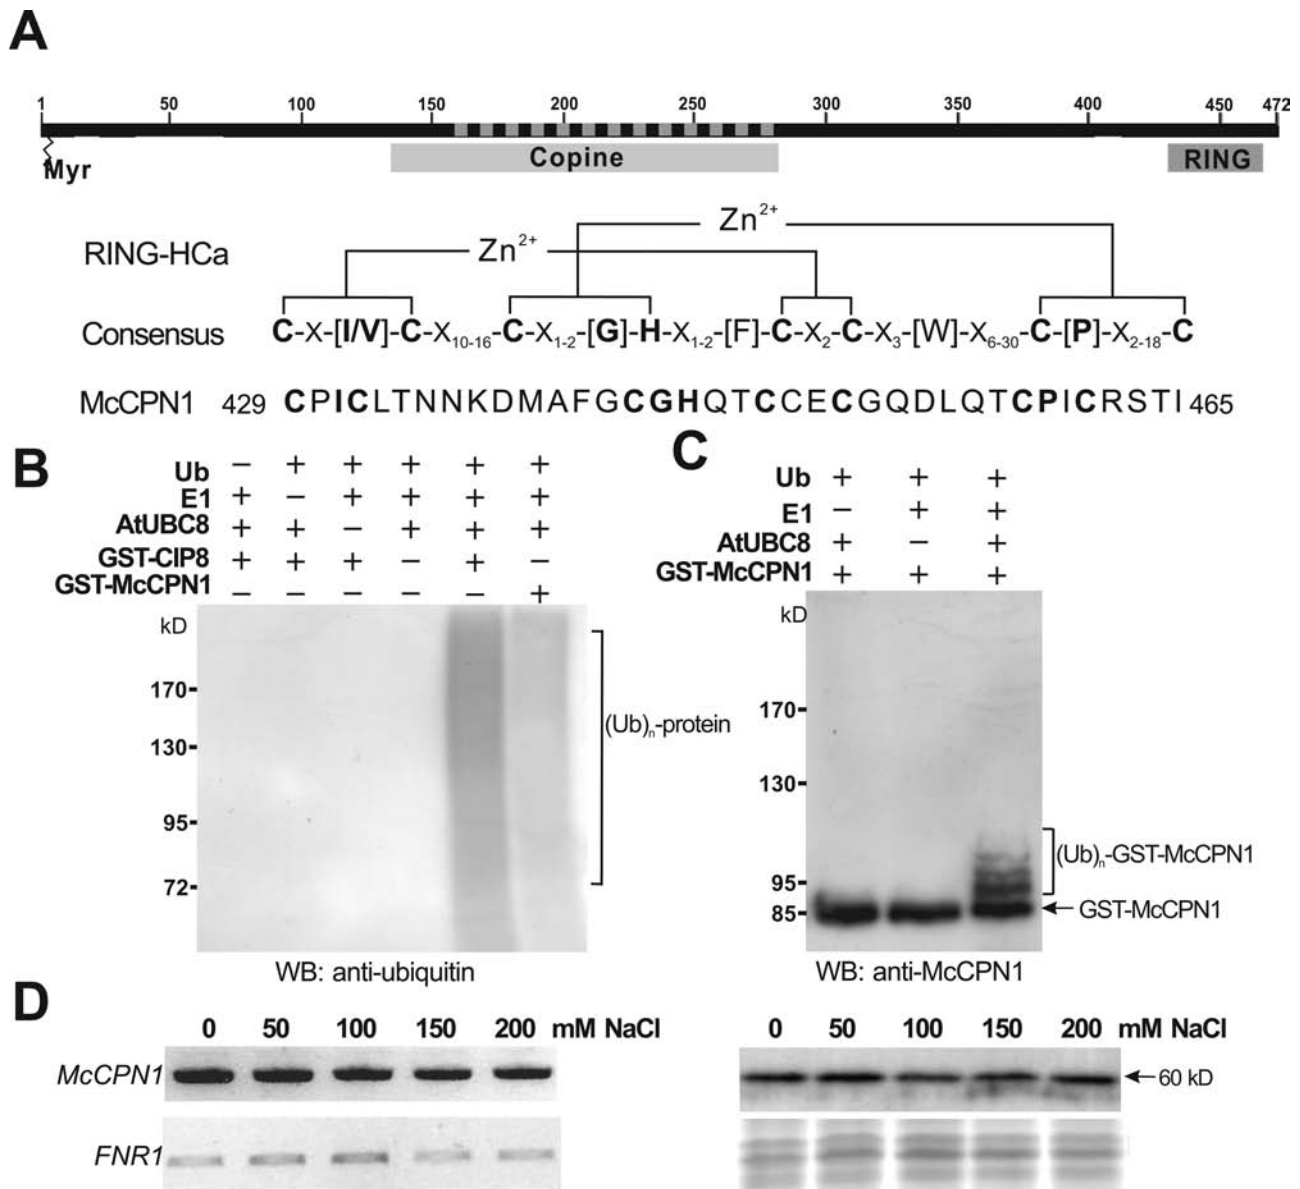 A
1 50 100 150 200 250 300 350 400 450 472
Myr Copine RING
Zn²⁺
RING-HCa Zn²⁺
Consensus C-X-[I/V]-C-X₁₀₋₁₆-C-X₁₋₂-[G]-H-X₁₋₂-[F]-C-X₂-C-X₃-[W]-X₆₋₃₀-C-[P]-X₂₋₁₈-C
McCPN1 429 CPICLTNNKDMAFGCGHQTCCECGQDLQTCPICRSTI 465
B
Ub − + + + + +
E1 + − + + + +
AtUBC8 + + − + + +
GST-CIP8 + + + − + −
GST-McCPN1 − − − − − +
kD
170
130
95
72
(Ub)ₙ-protein
WB: anti-ubiquitin
C
Ub + + +
E1 − + +
AtUBC8 + − +
GST-McCPN1 + + +
kD
170
130
95
85
(Ub)ₙ-GST-McCPN1
GST-McCPN1
WB: anti-McCPN1
D
0 50 100 150 200 mM NaCl
McCPN1
FNR1
0 50 100 150 200 mM NaCl
60 kD